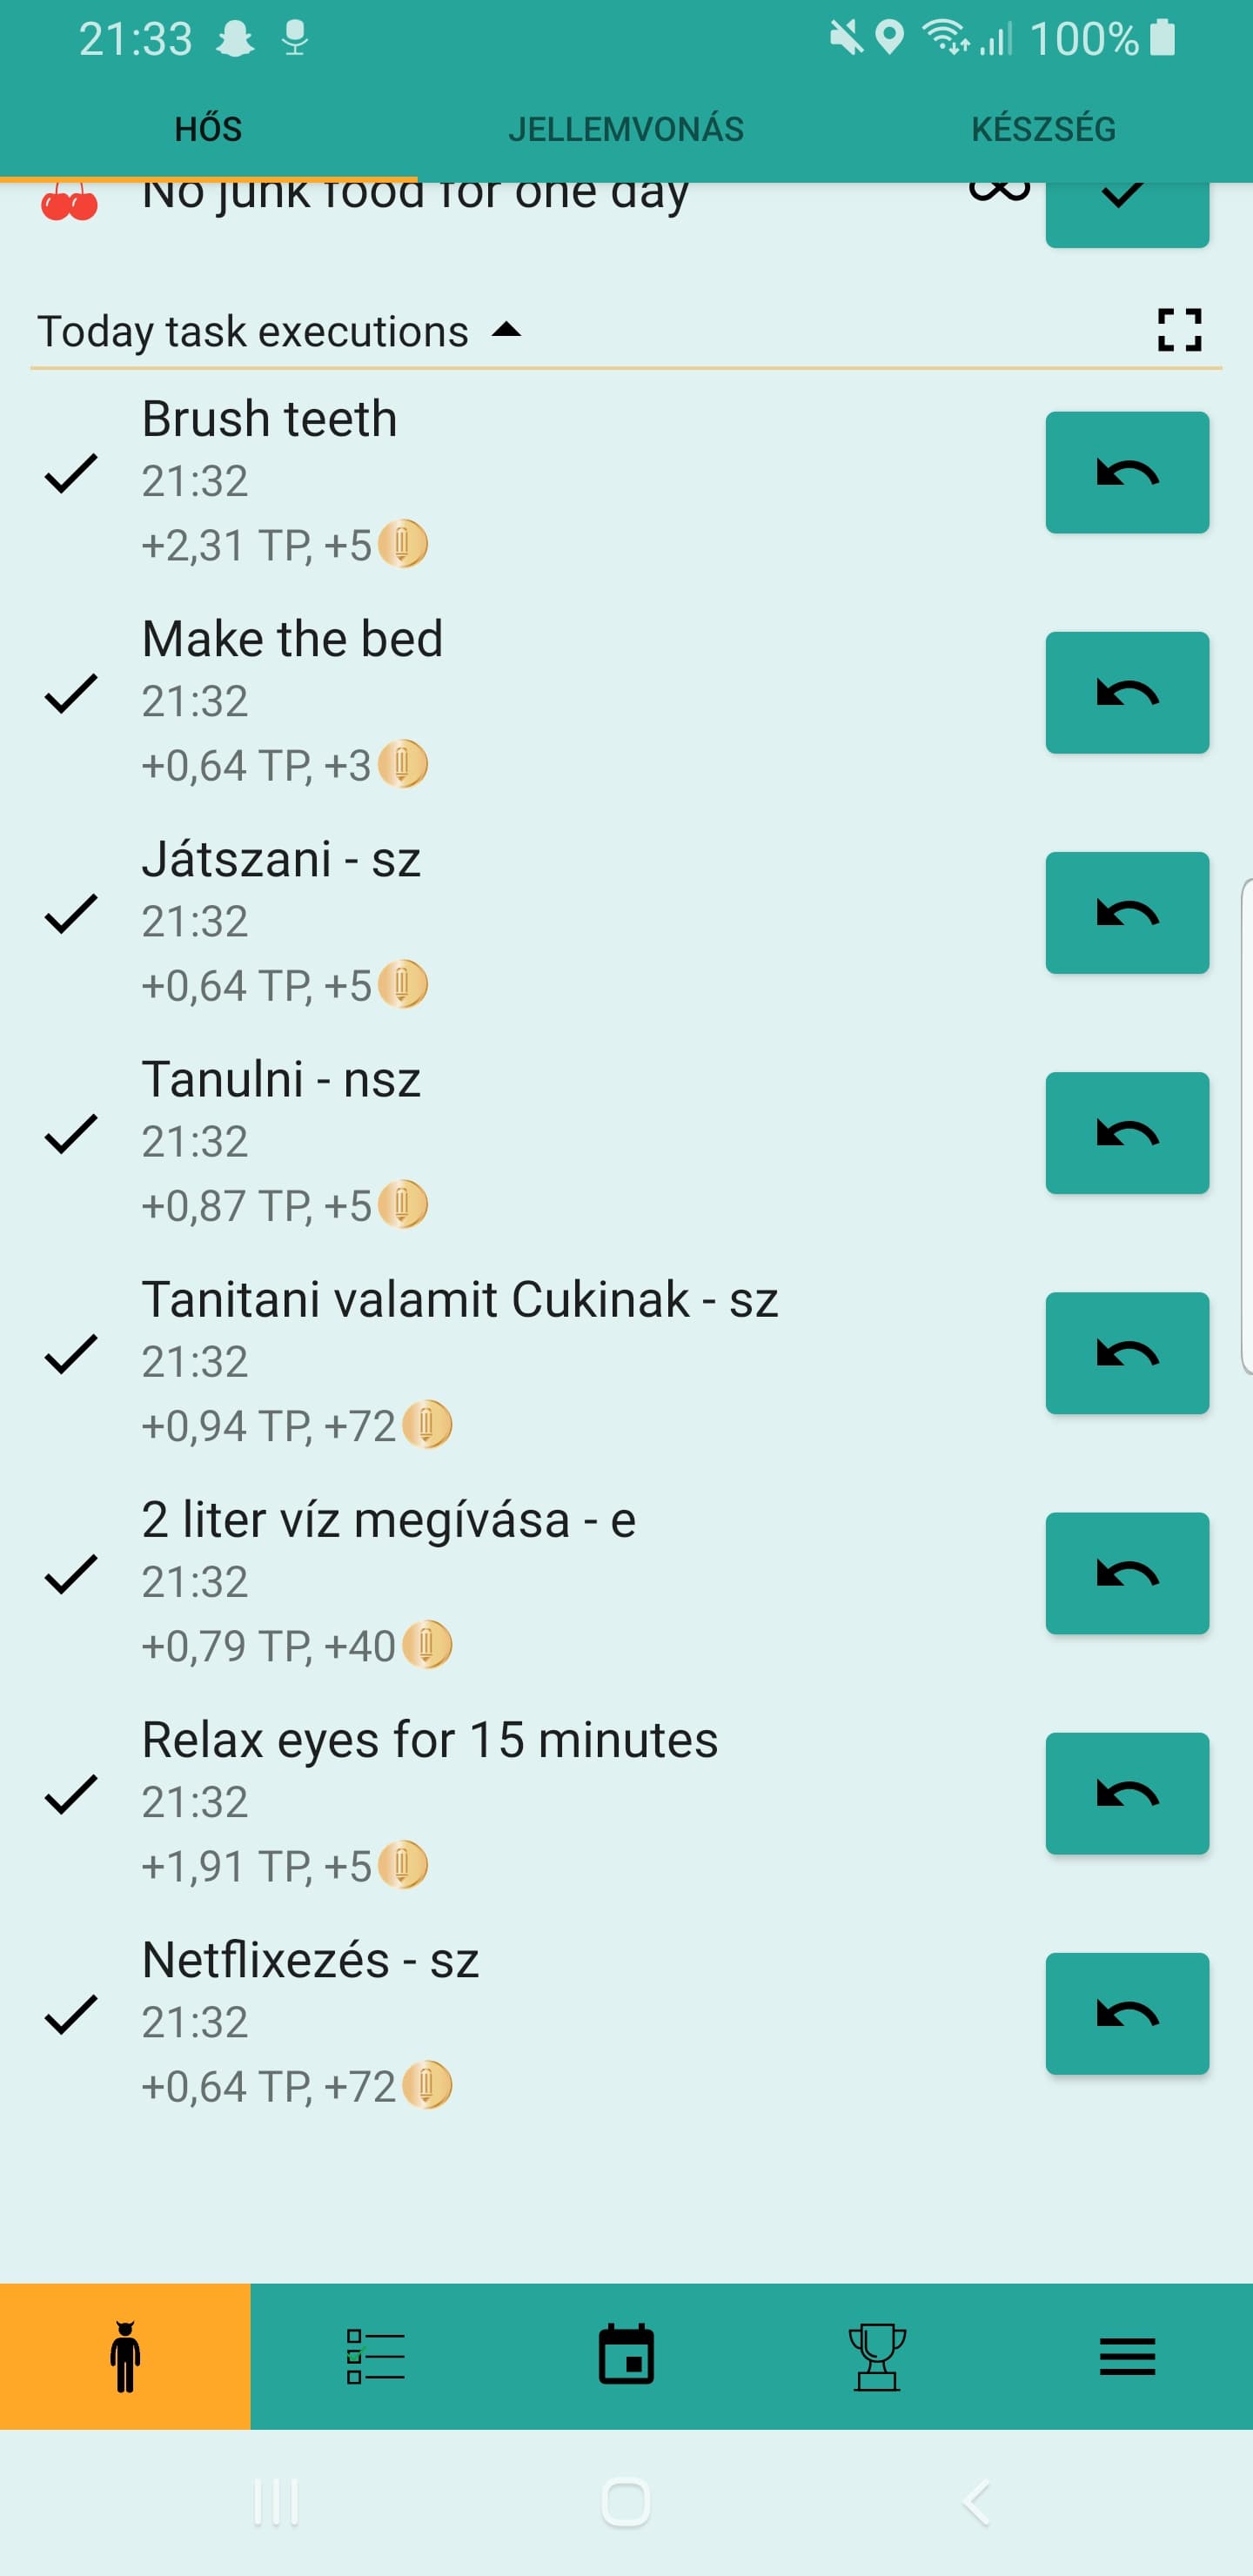 21:33
100%
HŐS
JELLEMVONÁS
KÉSZSÉG
No junk food for one day
Today task executions
Brush teeth
21:32
+2,31 TP, +5
Make the bed
21:32
+0,64 TP, +3
Játszani - sz
21:32
+0,64 TP, +5
Tanulni - nsz
21:32
+0,87 TP, +5
Tanitani valamit Cukinak - sz
21:32
+0,94 TP, +72
2 liter víz megívása - e
21:32
+0,79 TP, +40
Relax eyes for 15 minutes
21:32
+1,91 TP, +5
Netflixezés - sz
21:32
+0,64 TP, +72